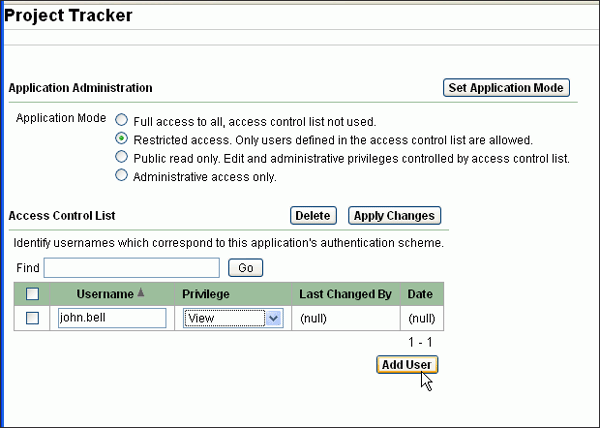 Project Tracker
Application Administration
Set Application Mode
Application Mode
Full access to all, access control list not used.
Restricted access. Only users defined in the access control list are allowed.
Public read only. Edit and administrative privileges controlled by access control list.
Administrative access only.
Access Control List
Delete
Apply Changes
Identify usernames which correspond to this application's authentication scheme.
Find
Go
Username Privilege Last Changed By Date
john.bell View (null) (null)
1 - 1
Add User